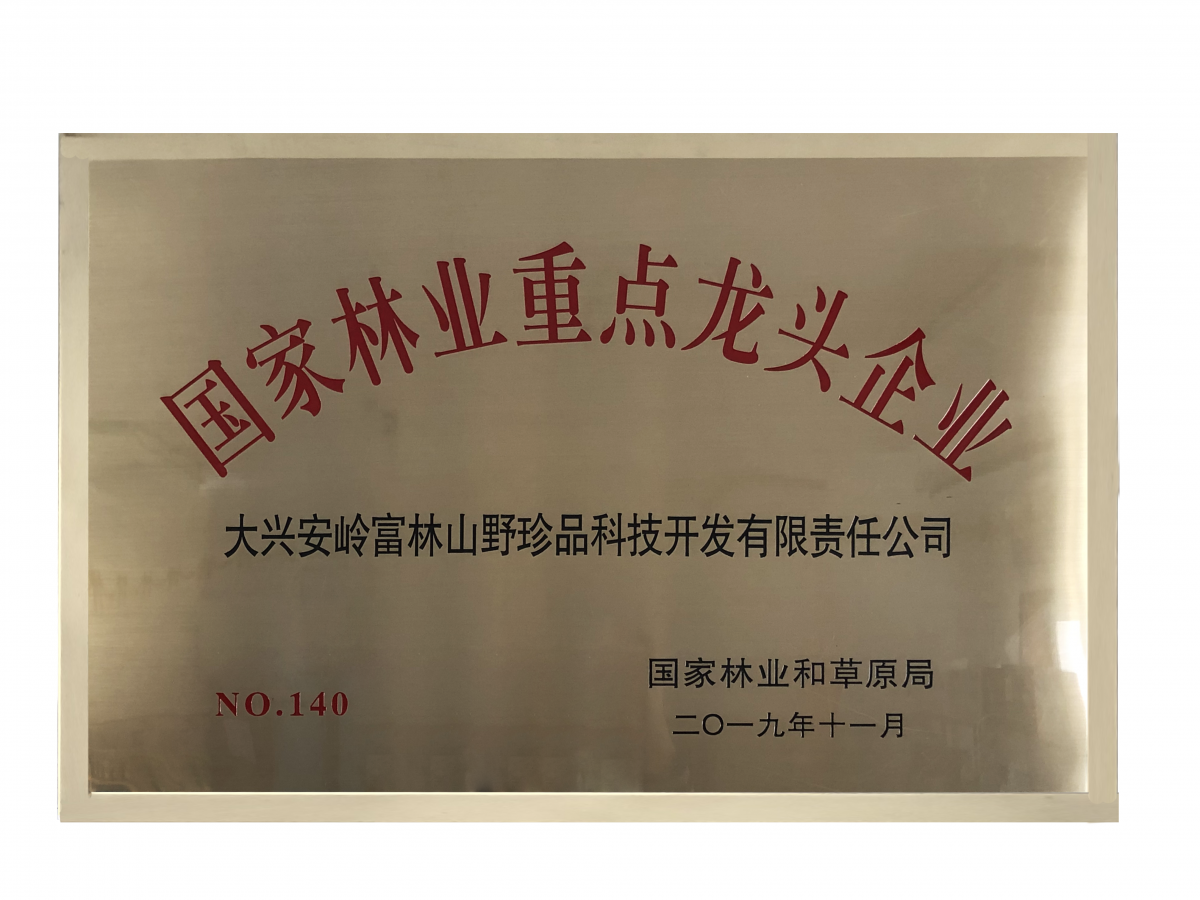 国家林业重点龙头企业
大兴安岭富林山野珍品科技开发有限责任公司
国家林业和草原局
NO.140
二〇一九年十一月